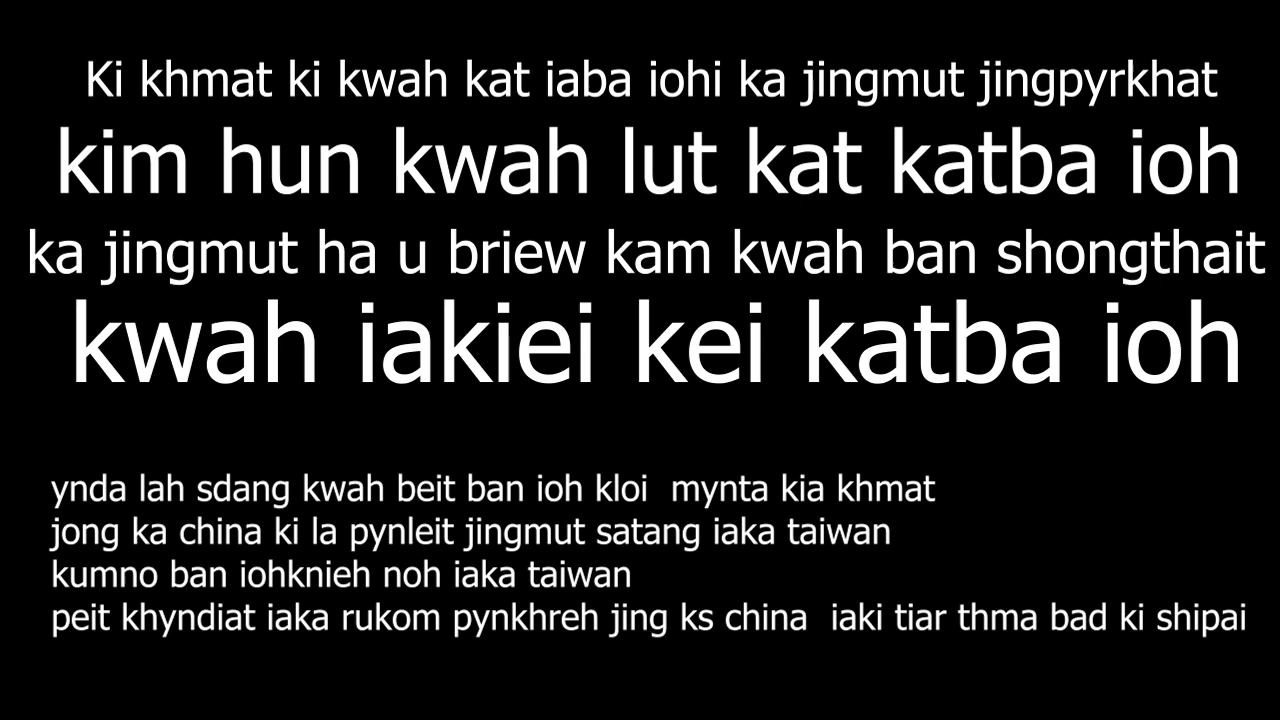 Ki khmat ki kwah kat iaba iohi ka jingmut jingpyrkhat
kim hun kwah lut kat katba ioh
ka jingmut ha u briew kam kwah ban shongthait
kwah iakiei kei katba ioh
ynda lah sdang kwah beit ban ioh kloi  mynta kia khmat
jong ka china ki la pynleit jingmut satang iaka taiwan
kumno ban iohknieh noh iaka taiwan
peit khyndiat iaka rukom pynkhreh jing ks china  iaki tiar thma bad ki shipai